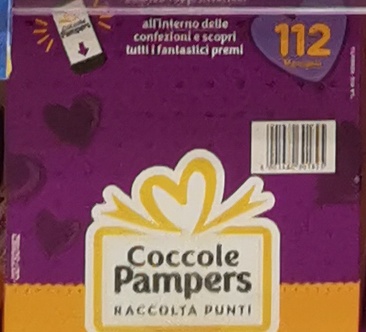 all'interno delle
confezioni e scopri
tutti i fantastici premi
Coccole
Pampers
112
Coccole
Pampers
RACCOLTA PUNTI